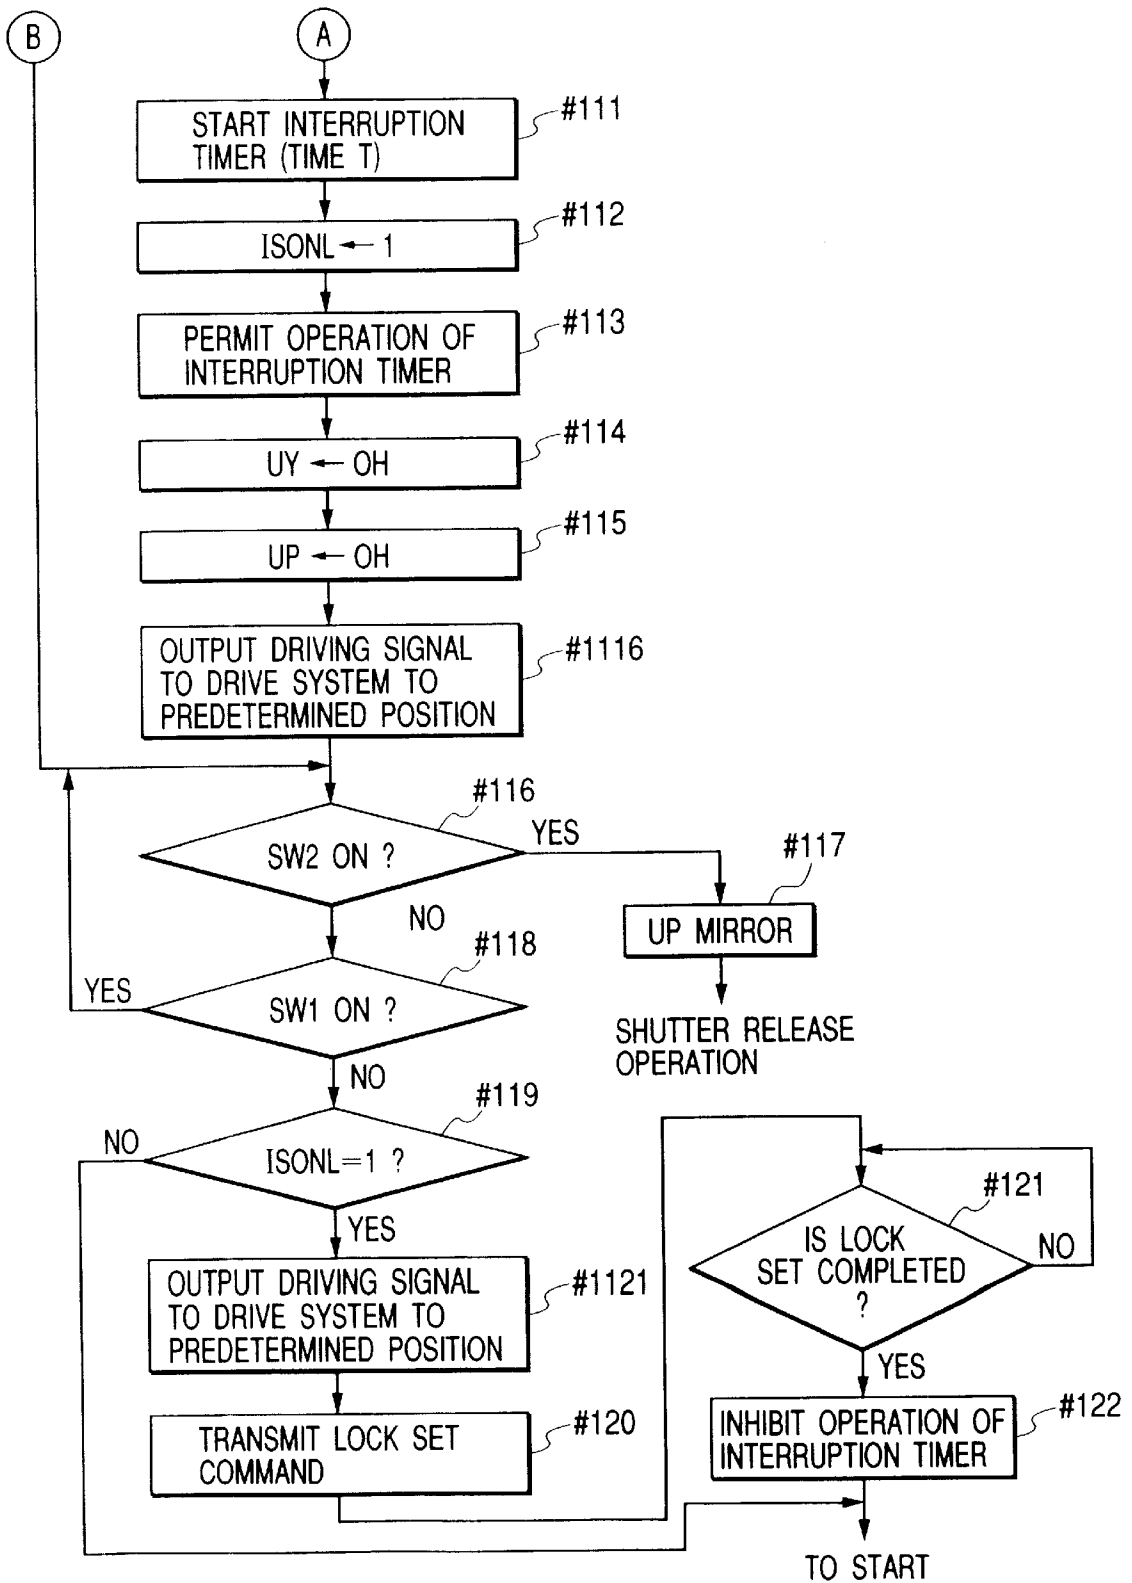 B
A
START INTERRUPTION
TIMER (TIME T)
#111
ISONL ← 1
#112
PERMIT OPERATION OF
INTERRUPTION TIMER
#113
UY ← OH
#114
UP ← OH
#115
OUTPUT DRIVING SIGNAL
TO DRIVE SYSTEM TO
PREDETERMINED POSITION
#1116
SW2 ON ?
#116
YES
NO
#117
UP MIRROR
SHUTTER RELEASE
OPERATION
SW1 ON ?
#118
YES
NO
ISONL=1 ?
#119
NO
YES
OUTPUT DRIVING SIGNAL
TO DRIVE SYSTEM TO
PREDETERMINED POSITION
#1121
TRANSMIT LOCK SET
COMMAND
#120
IS LOCK
SET COMPLETED
?
#121
NO
YES
INHIBIT OPERATION OF
INTERRUPTION TIMER
#122
TO START